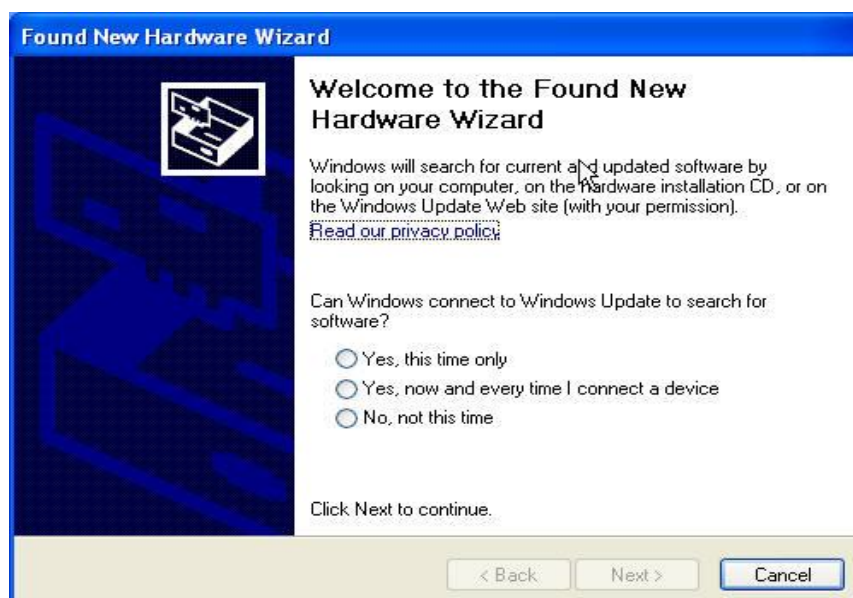 Found New Hardware Wizard
Welcome to the Found New
Hardware Wizard
Windows will search for current and updated software by
looking on your computer, on the hardware installation CD, or on
the Windows Update Web site (with your permission).
Read our privacy policy
Can Windows connect to Windows Update to search for
software?
Yes, this time only
Yes, now and every time I connect a device
No, not this time
Click Next to continue.
< Back
Next >
Cancel